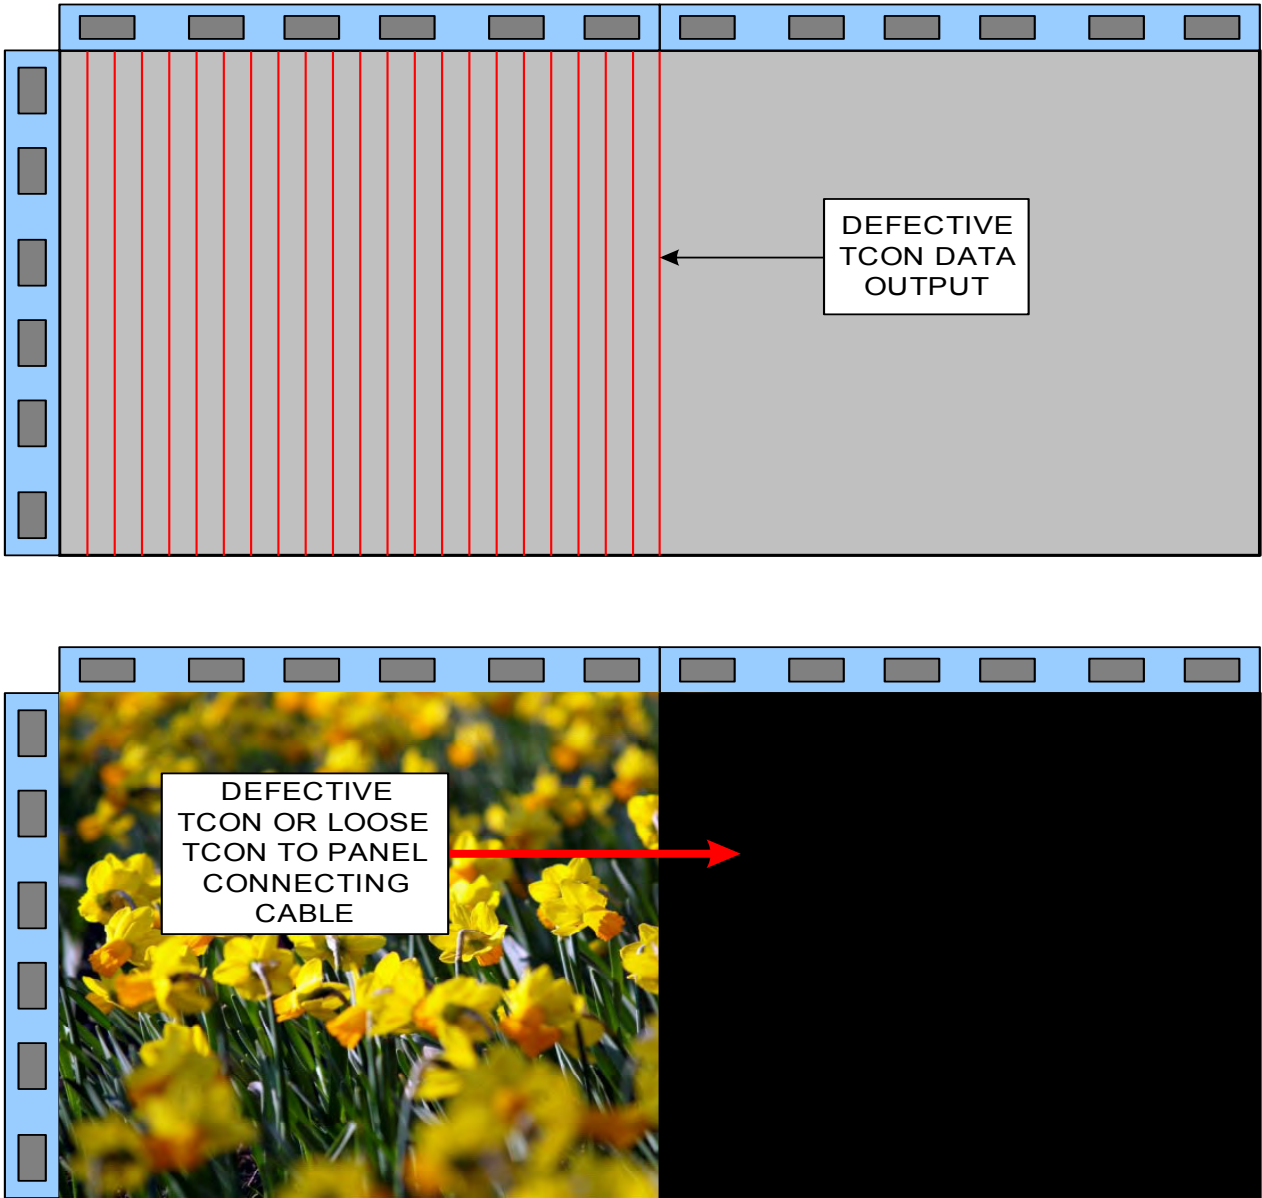 DEFECTIVE
TCON DATA
OUTPUT
DEFECTIVE
TCON OR LOOSE
TCON TO PANEL
CONNECTING
CABLE